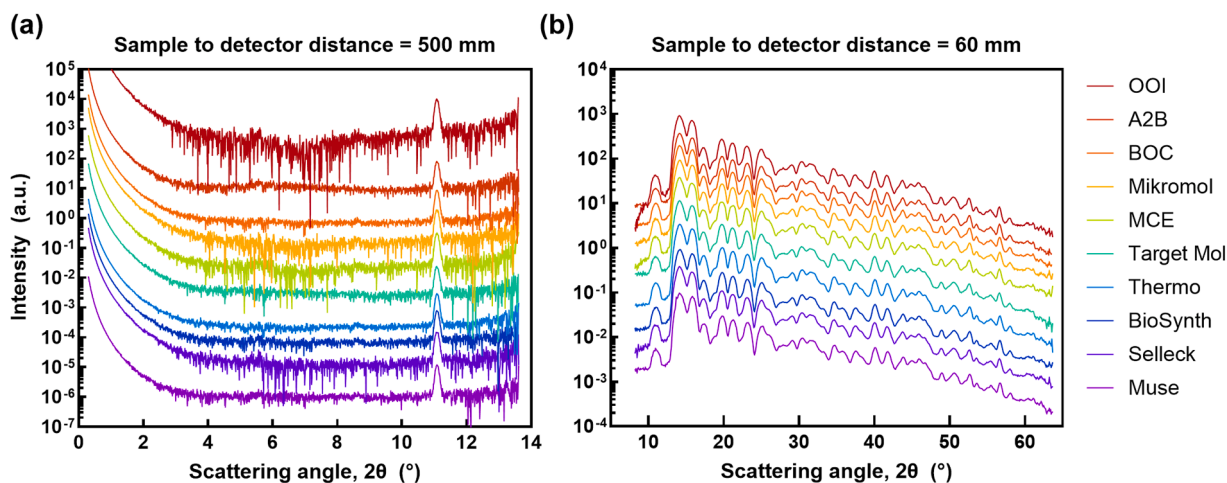 (a)
Sample to detector distance = 500 mm
Intensity (a.u.)
10^5
10^4
10^3
10^2
10^1
10^0
10^-1
10^-2
10^-3
10^-4
10^-5
10^-6
10^-7
0 2 4 6 8 10 12 14
Scattering angle, 2θ (°)
(b)
Sample to detector distance = 60 mm
10^4
10^3
10^2
10^1
10^0
10^-1
10^-2
10^-3
10^-4
10 20 30 40 50 60
Scattering angle, 2θ (°)
OOI
A2B
BOC
Mikromol
MCE
Target Mol
Thermo
BioSynth
Selleck
Muse